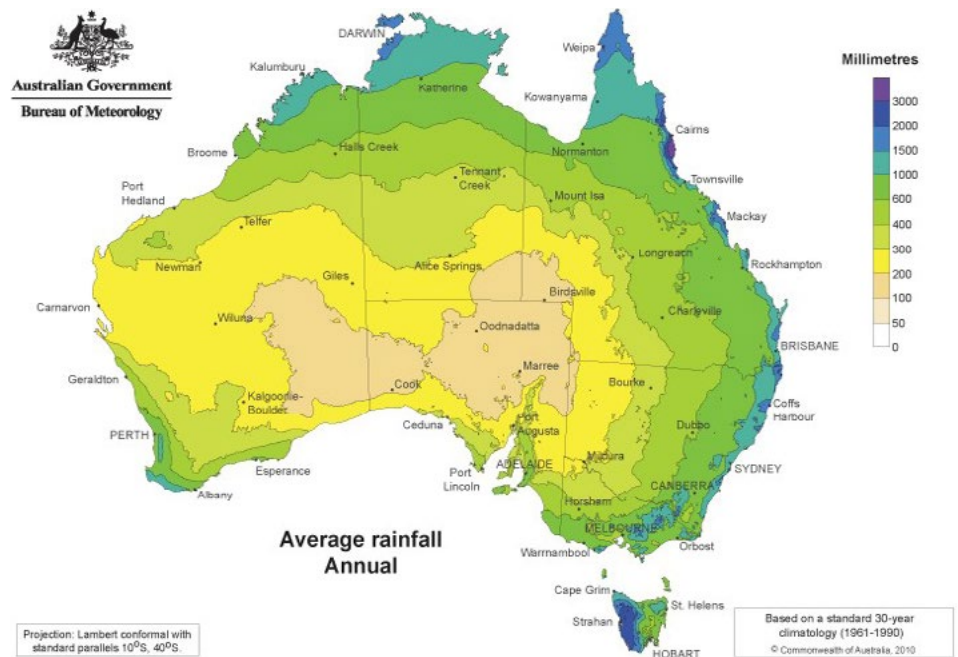 Australian Government
Bureau of Meteorology
DARWIN
Weipa
Kalumburu
Katherine
Kowanyama
Cairns
Broome
Halls Creek
Normanton
Townsville
Port
Hedland
Tennant
Creek
Mount Isa
Mackay
Telfer
Newman
Alice Springs
Longreach
Rockhampton
Giles
Birdsville
Carnarvon
Wiluna
Oodnadatta
Charleville
BRISBANE
Geraldton
Marree
Kalgoorlie-
Boulder
Cook
Bourke
Coffs
Harbour
Ceduna
Port
Augusta
Dubbo
PERTH
Esperance
Albany
Port
Lincoln
ADELAIDE
Mildura
SYDNEY
CANBERRA
Horsham
MELBOURNE
Warrnambool
Orbost
Cape Grim
St. Helens
Strahan
HOBART
Millimetres
3000
2000
1500
1000
600
400
300
200
100
50
0
Average rainfall
Annual
Projection: Lambert conformal with
standard parallels 10°S, 40°S.
Based on a standard 30-year
climatology (1961-1990)
© Commonwealth of Australia, 2010